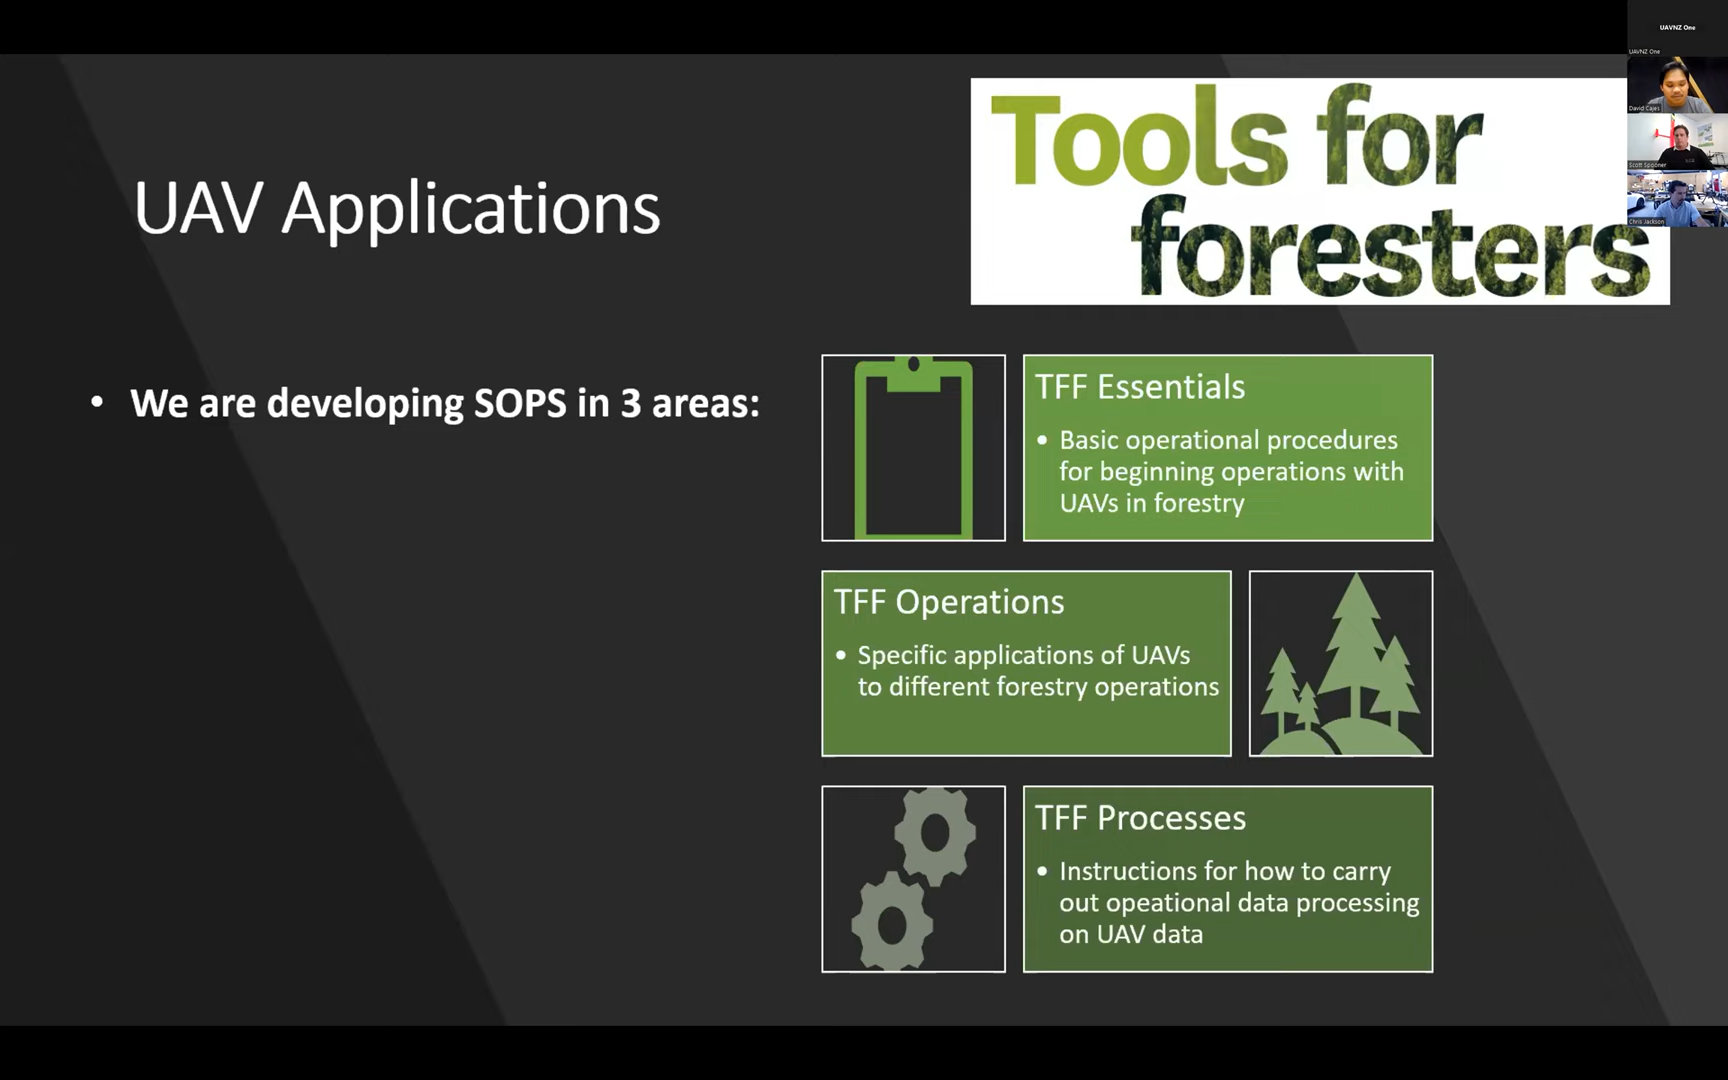 UAVNZ One
UAVNZ One
David Cajes
Scott Spooner
Chris Jackson
Tools for
foresters
UAV Applications
• We are developing SOPS in 3 areas:
TFF Essentials
• Basic operational procedures
for beginning operations with
UAVs in forestry
TFF Operations
• Specific applications of UAVs
to different forestry operations
TFF Processes
• Instructions for how to carry
out opeational data processing
on UAV data